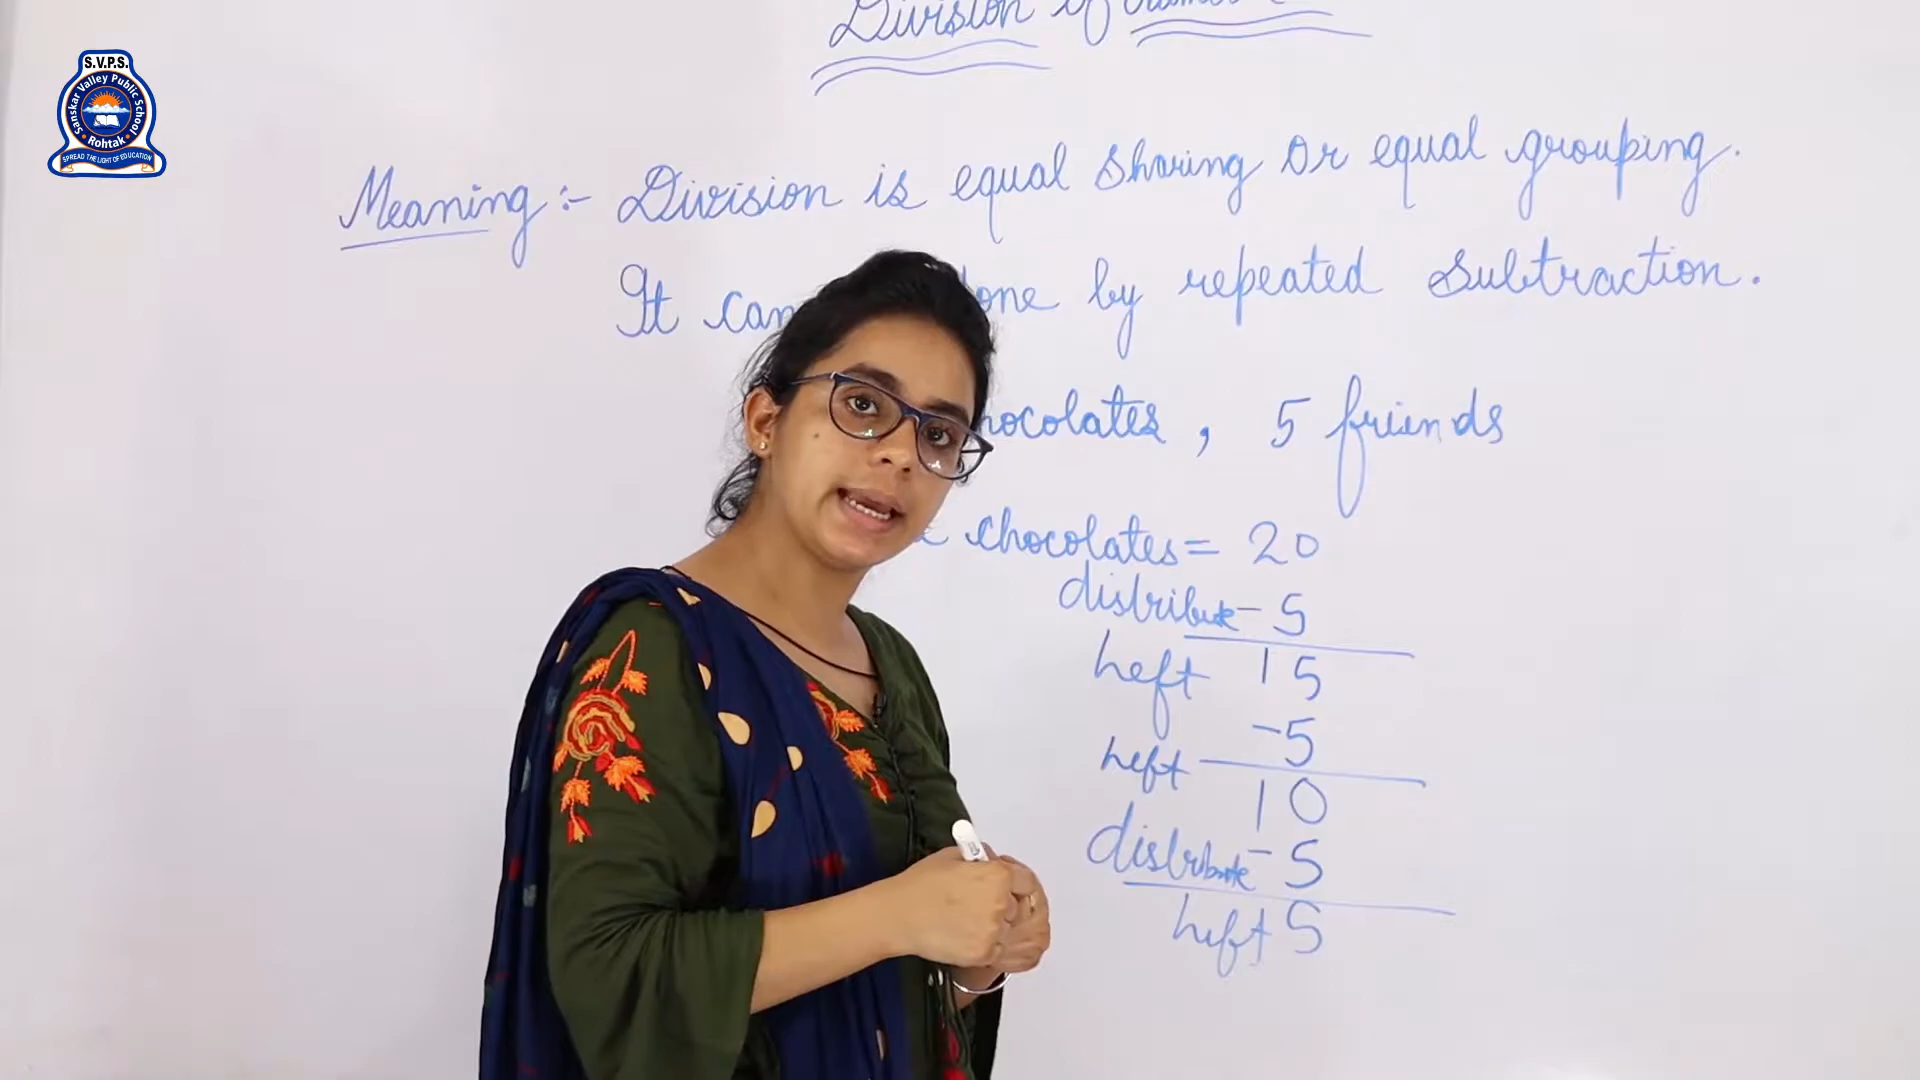 S.V.P.S.
Sanskar Valley Public School
Rohtak
SPREAD THE LIGHT OF EDUCATION
Division of
Meaning :- Division is equal sharing or equal grouping.
It can one by repeated subtraction.
hocolates , 5 friends
chocolates = 20
distribute - 5
left 15
-5
left
10
distribute - 5
left 5